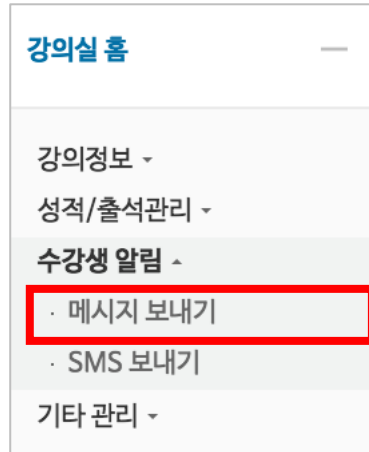 강의실 홈
강의정보
성적/출석관리
수강생 알림
· 메시지 보내기
· SMS 보내기
기타 관리